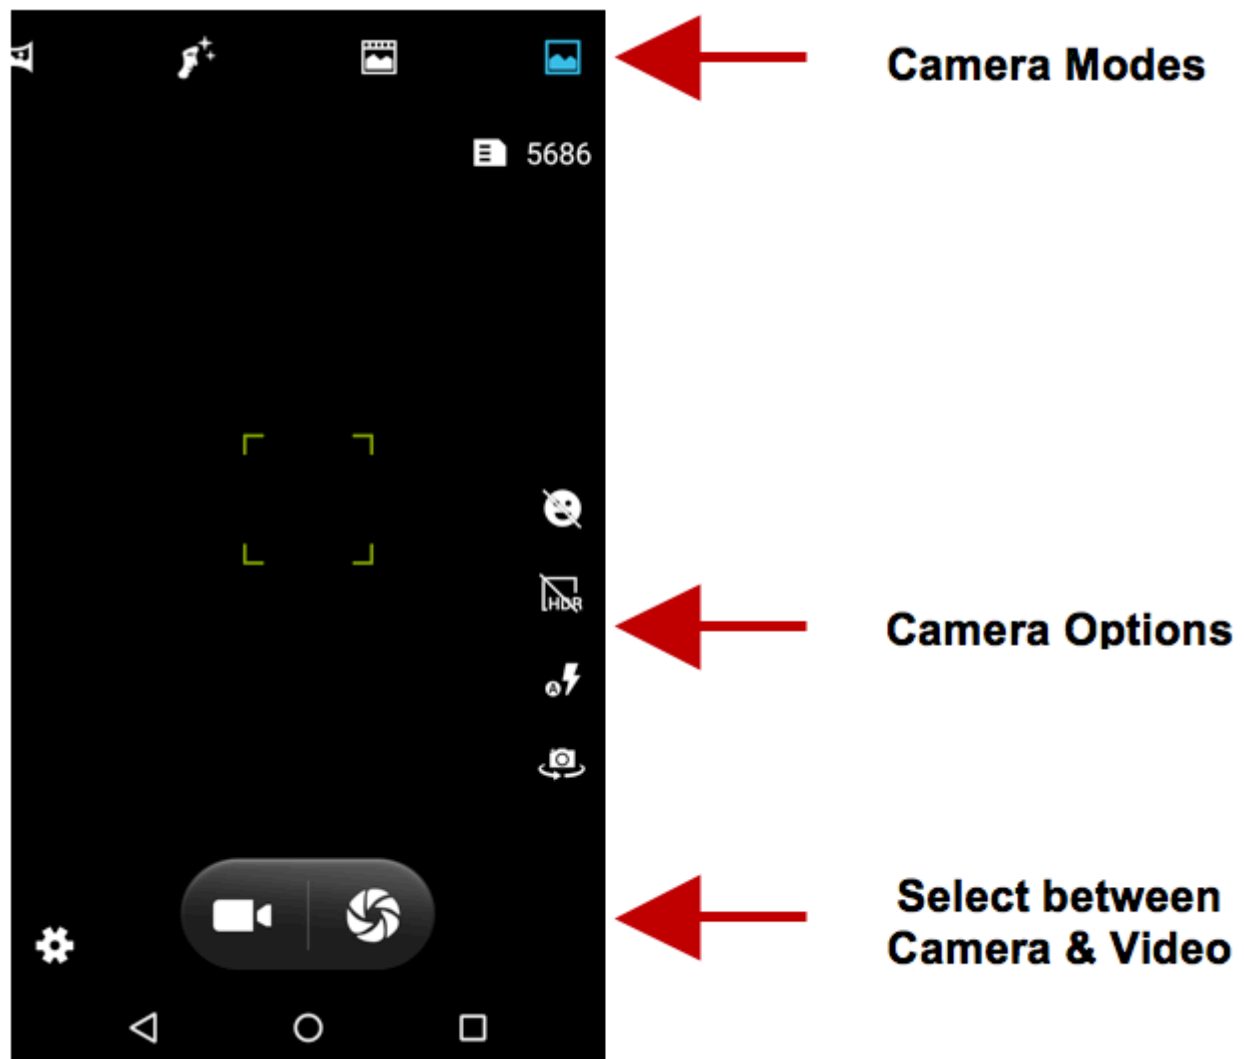 Camera Modes
5686
HDR
Camera Options
A
Select between
Camera & Video